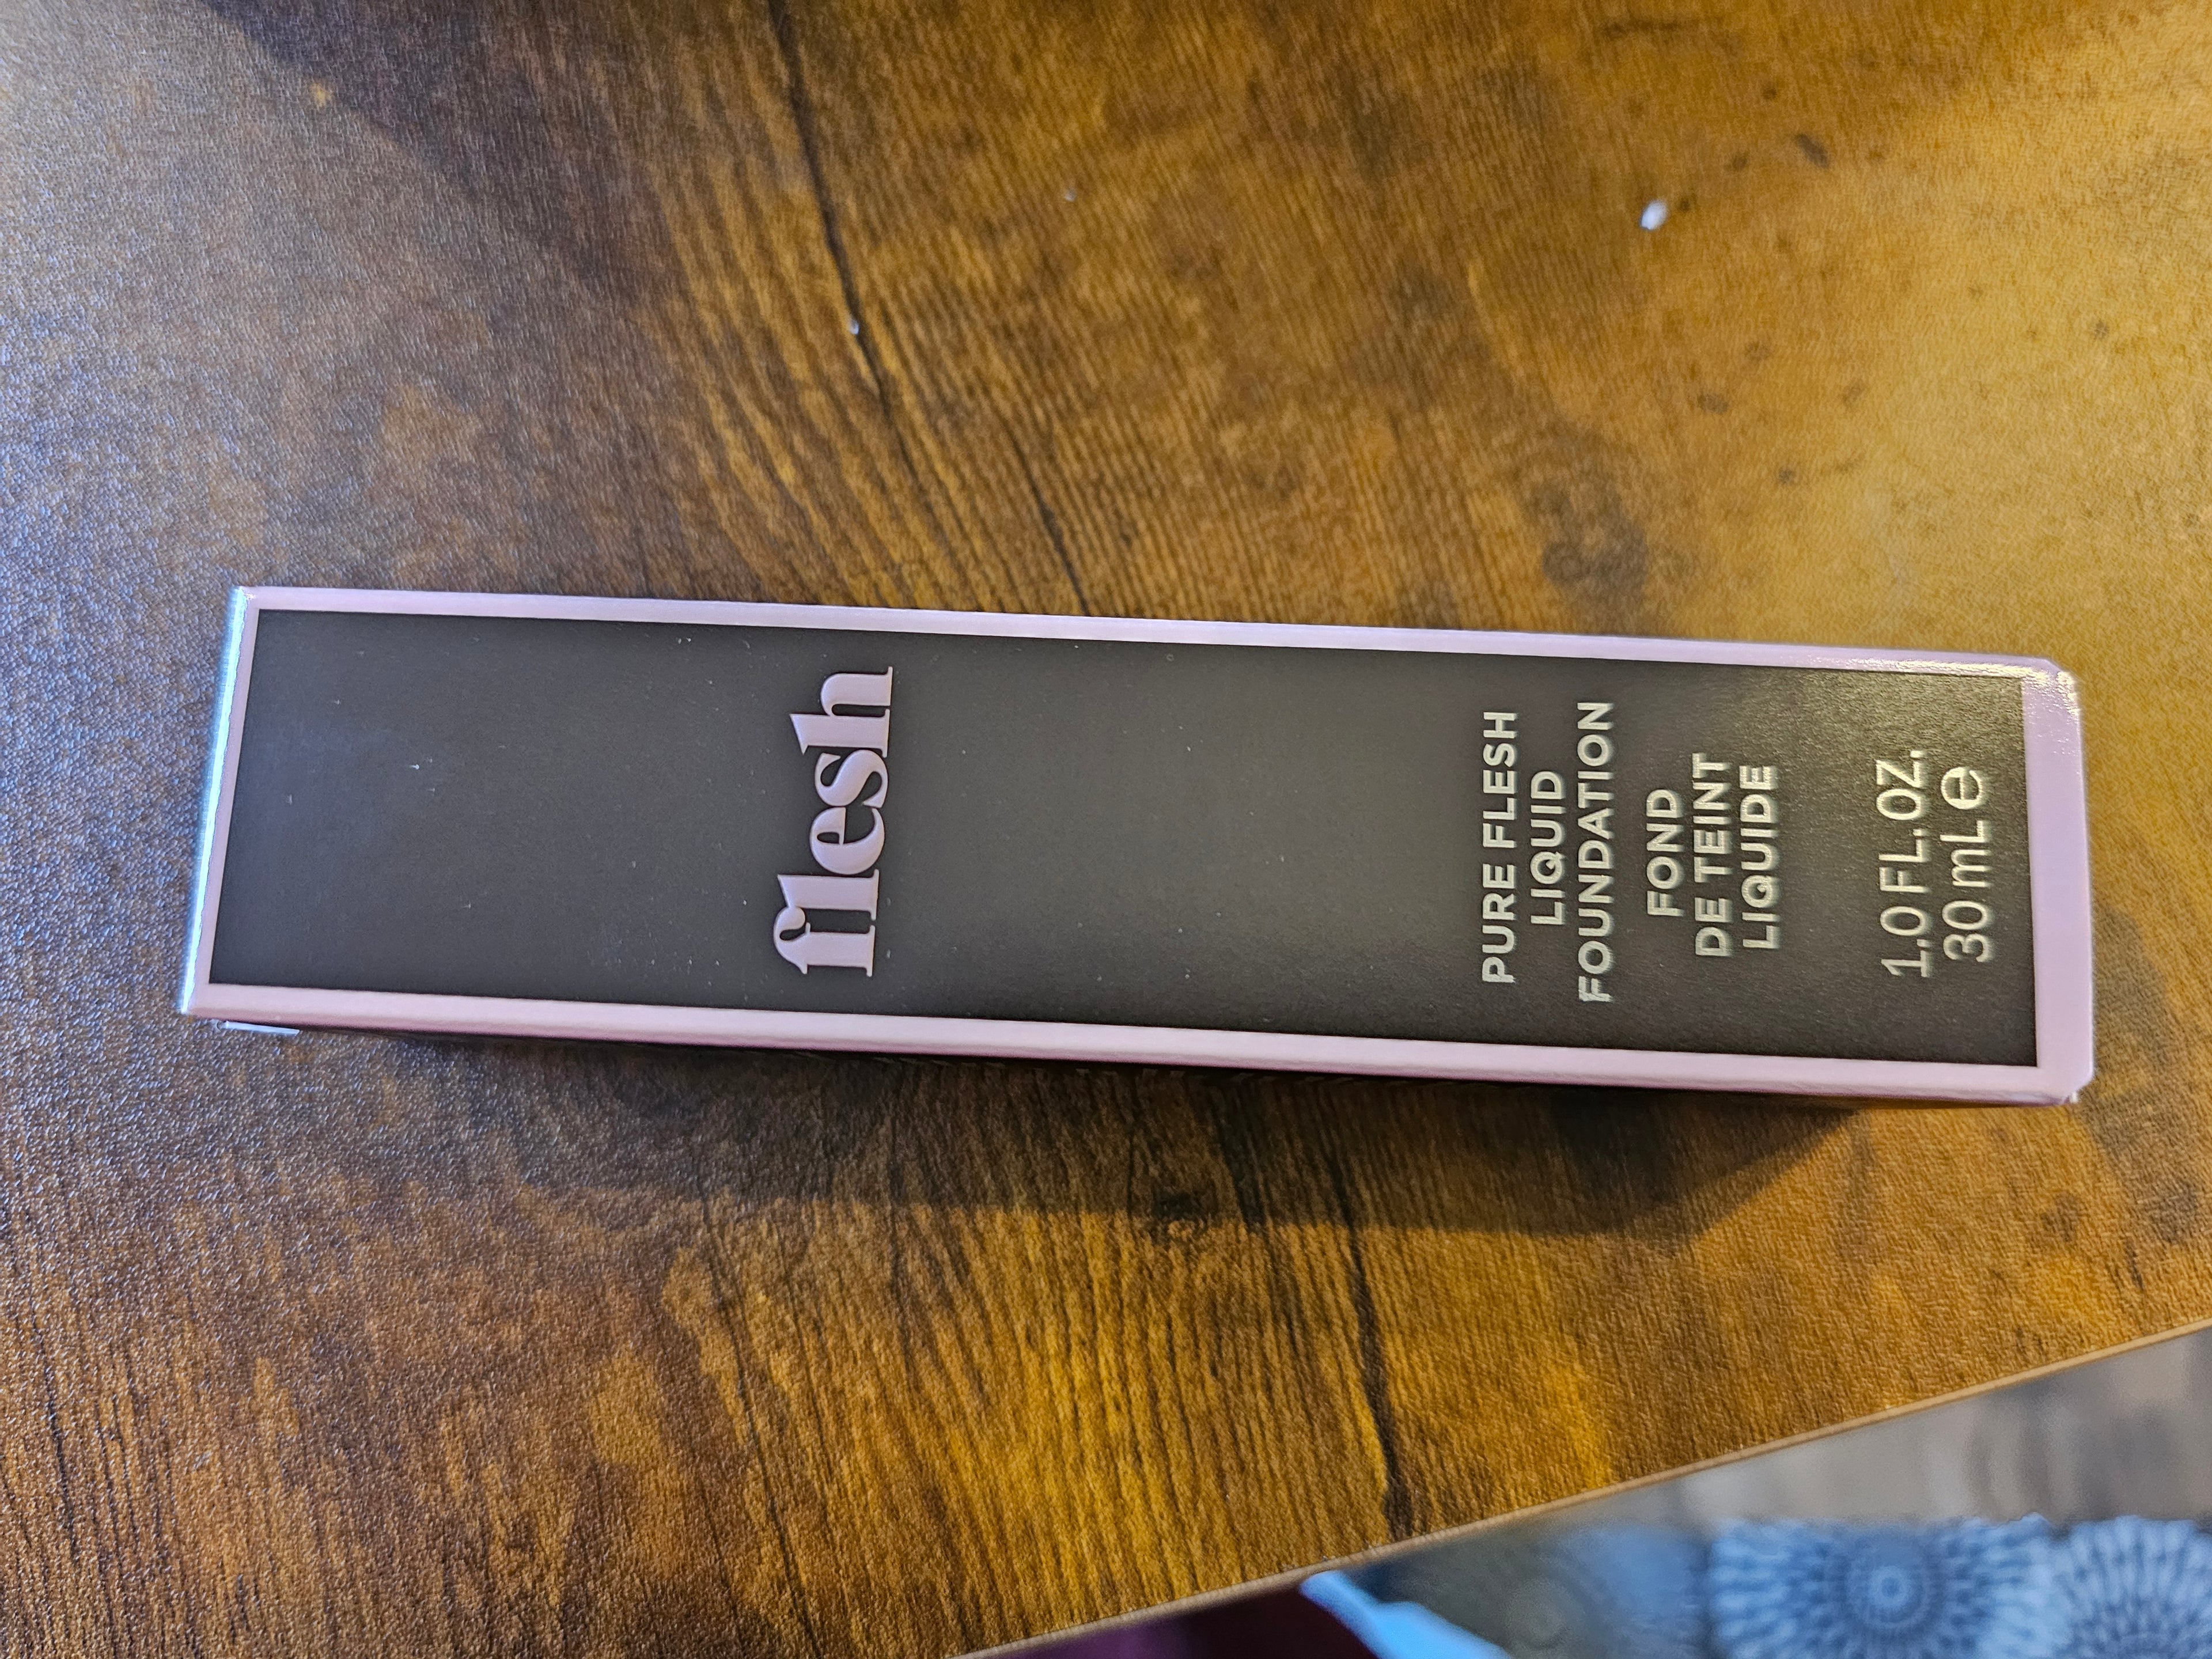 flesh
PURE FLESH
LIQUID
FOUNDATION
FOND
DE TEINT
LIQUIDE
1.0 FL.OZ.
30 mL ℮